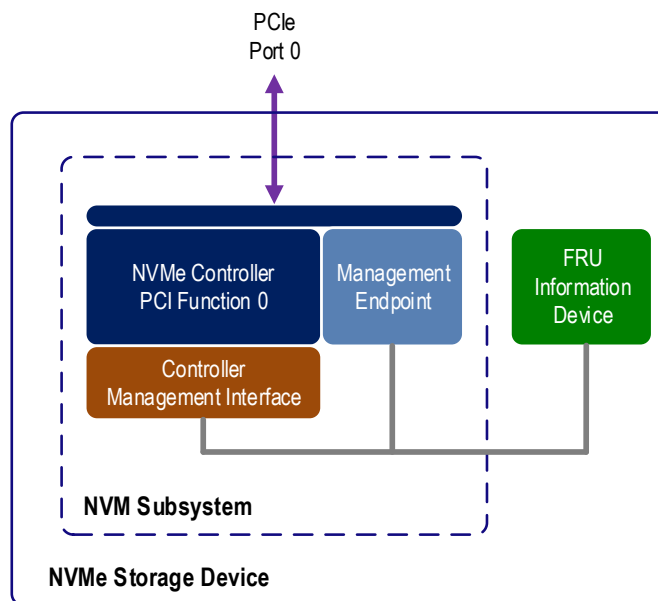 PCIe
Port 0
NVMe Controller
PCI Function 0
Management
Endpoint
FRU
Information
Device
Controller
Management Interface
NVM Subsystem
NVMe Storage Device